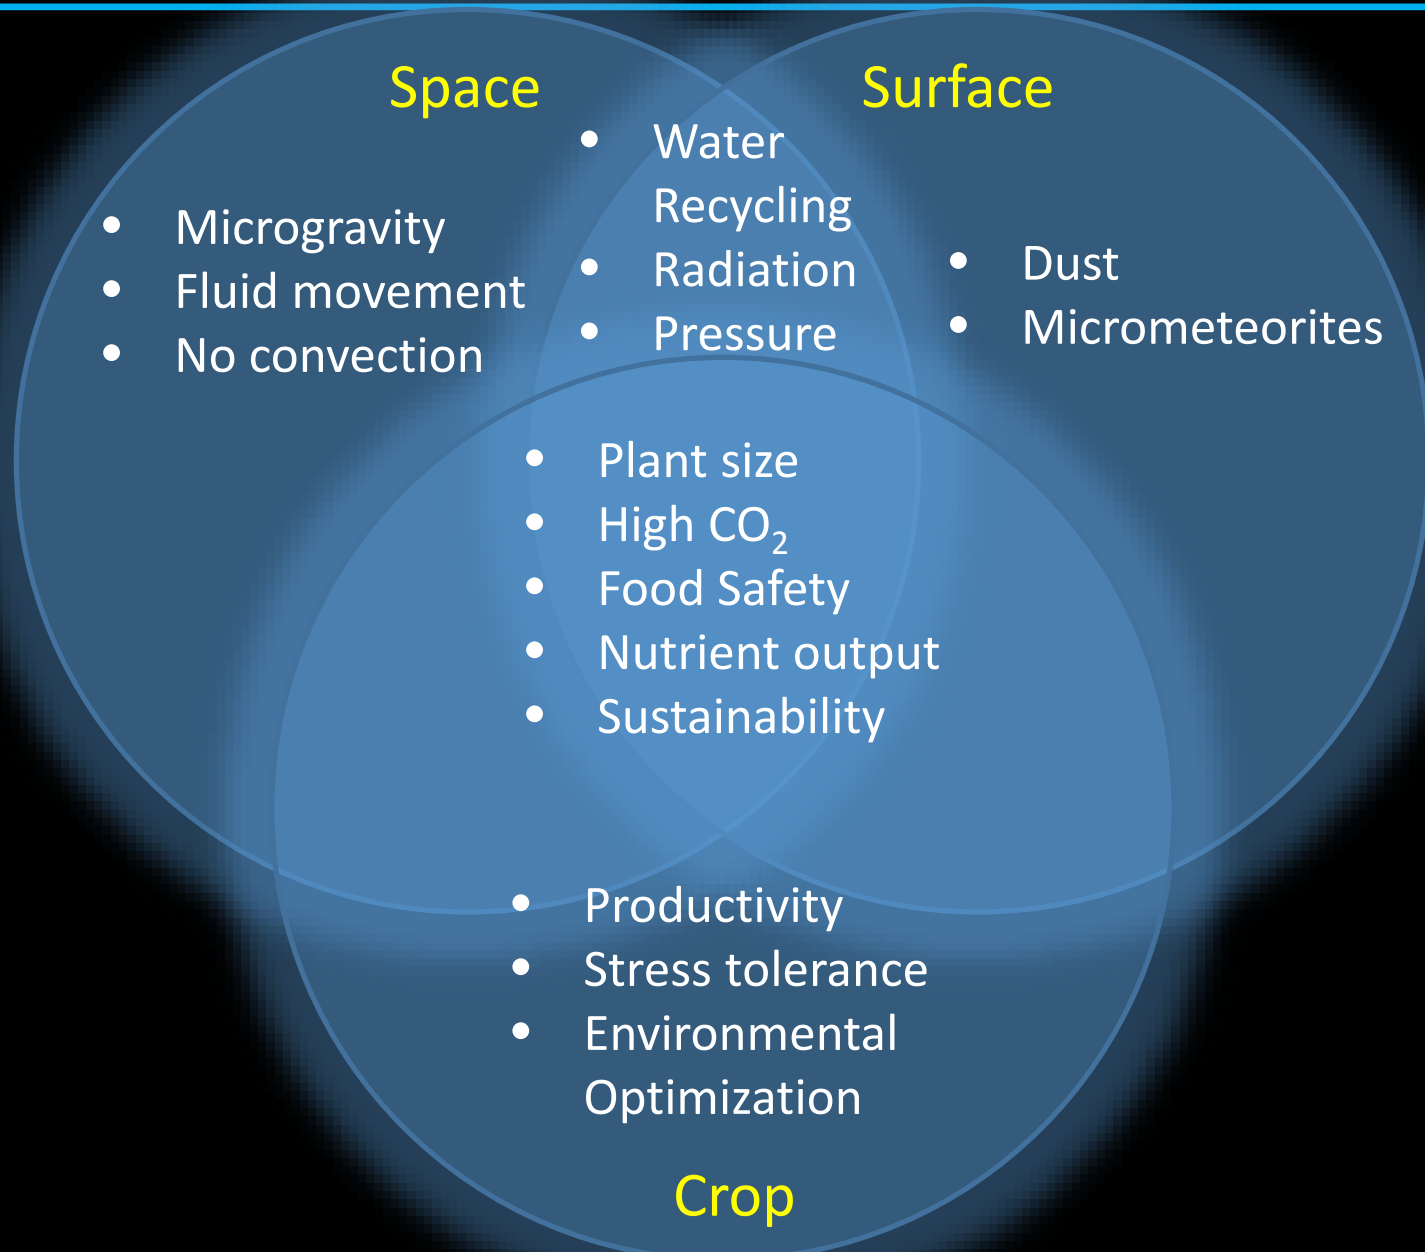 Space
Surface
• Water
Recycling
• Radiation
• Pressure
• Microgravity
• Fluid movement
• No convection
• Dust
• Micrometeorites
• Plant size
• High CO₂
• Food Safety
• Nutrient output
• Sustainability
• Productivity
• Stress tolerance
• Environmental
Optimization
Crop